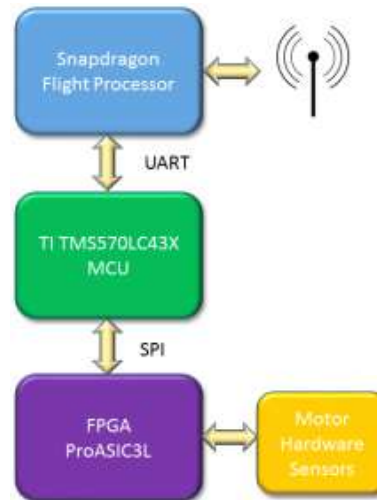 Snapdragon
Flight Processor
UART
TI TMS570LC43X
MCU
SPI
FPGA
ProASIC3L
Motor
Hardware
Sensors